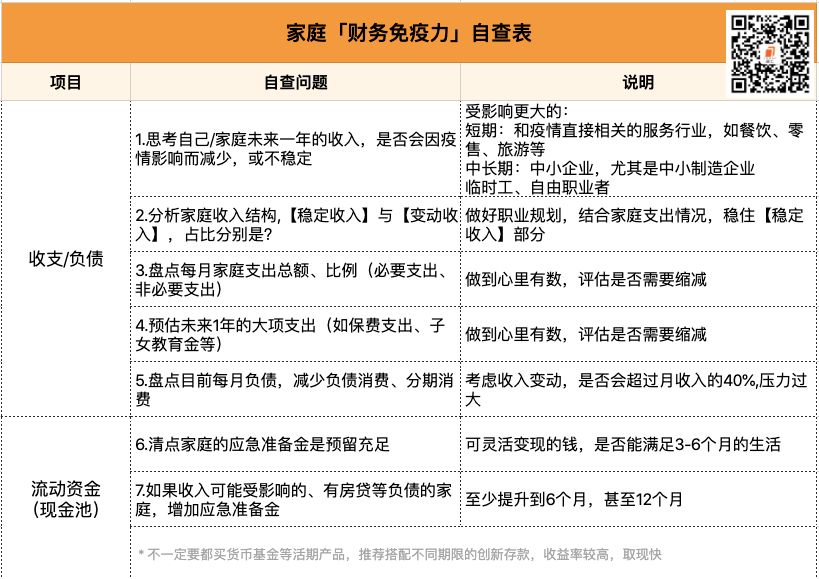 家庭「财务免疫力」自查表
项目
自查问题
说明
收支/负债
1.思考自己/家庭未来一年的收入，是否会因疫
情影响而减少，或不稳定
受影响更大的：
短期：和疫情直接相关的服务行业，如餐饮、零
售、旅游等
中长期：中小企业，尤其是中小制造企业
临时工、自由职业者
2.分析家庭收入结构,【稳定收入】与【变动收
入】，占比分别是?
做好职业规划，结合家庭支出情况，稳住【稳定
收入】部分
3.盘点每月家庭支出总额、比例（必要支出、
非必要支出）
做到心里有数，评估是否需要缩减
4.预估未来1年的大项支出（如保费支出、子
女教育金等）
做到心里有数，评估是否需要缩减
5.盘点目前每月负债，减少负债消费、分期消
费
考虑收入变动，是否会超过月收入的40%,压力过
大
流动资金
（现金池）
6.清点家庭的应急准备金是预留充足
可灵活变现的钱，是否能满足3-6个月的生活
7.如果收入可能受影响的、有房贷等负债的家
庭，增加应急准备金
至少提升到6个月，甚至12个月
* 不一定要都买货币基金等活期产品，推荐搭配不同期限的创新存款，收益率较高，取现快